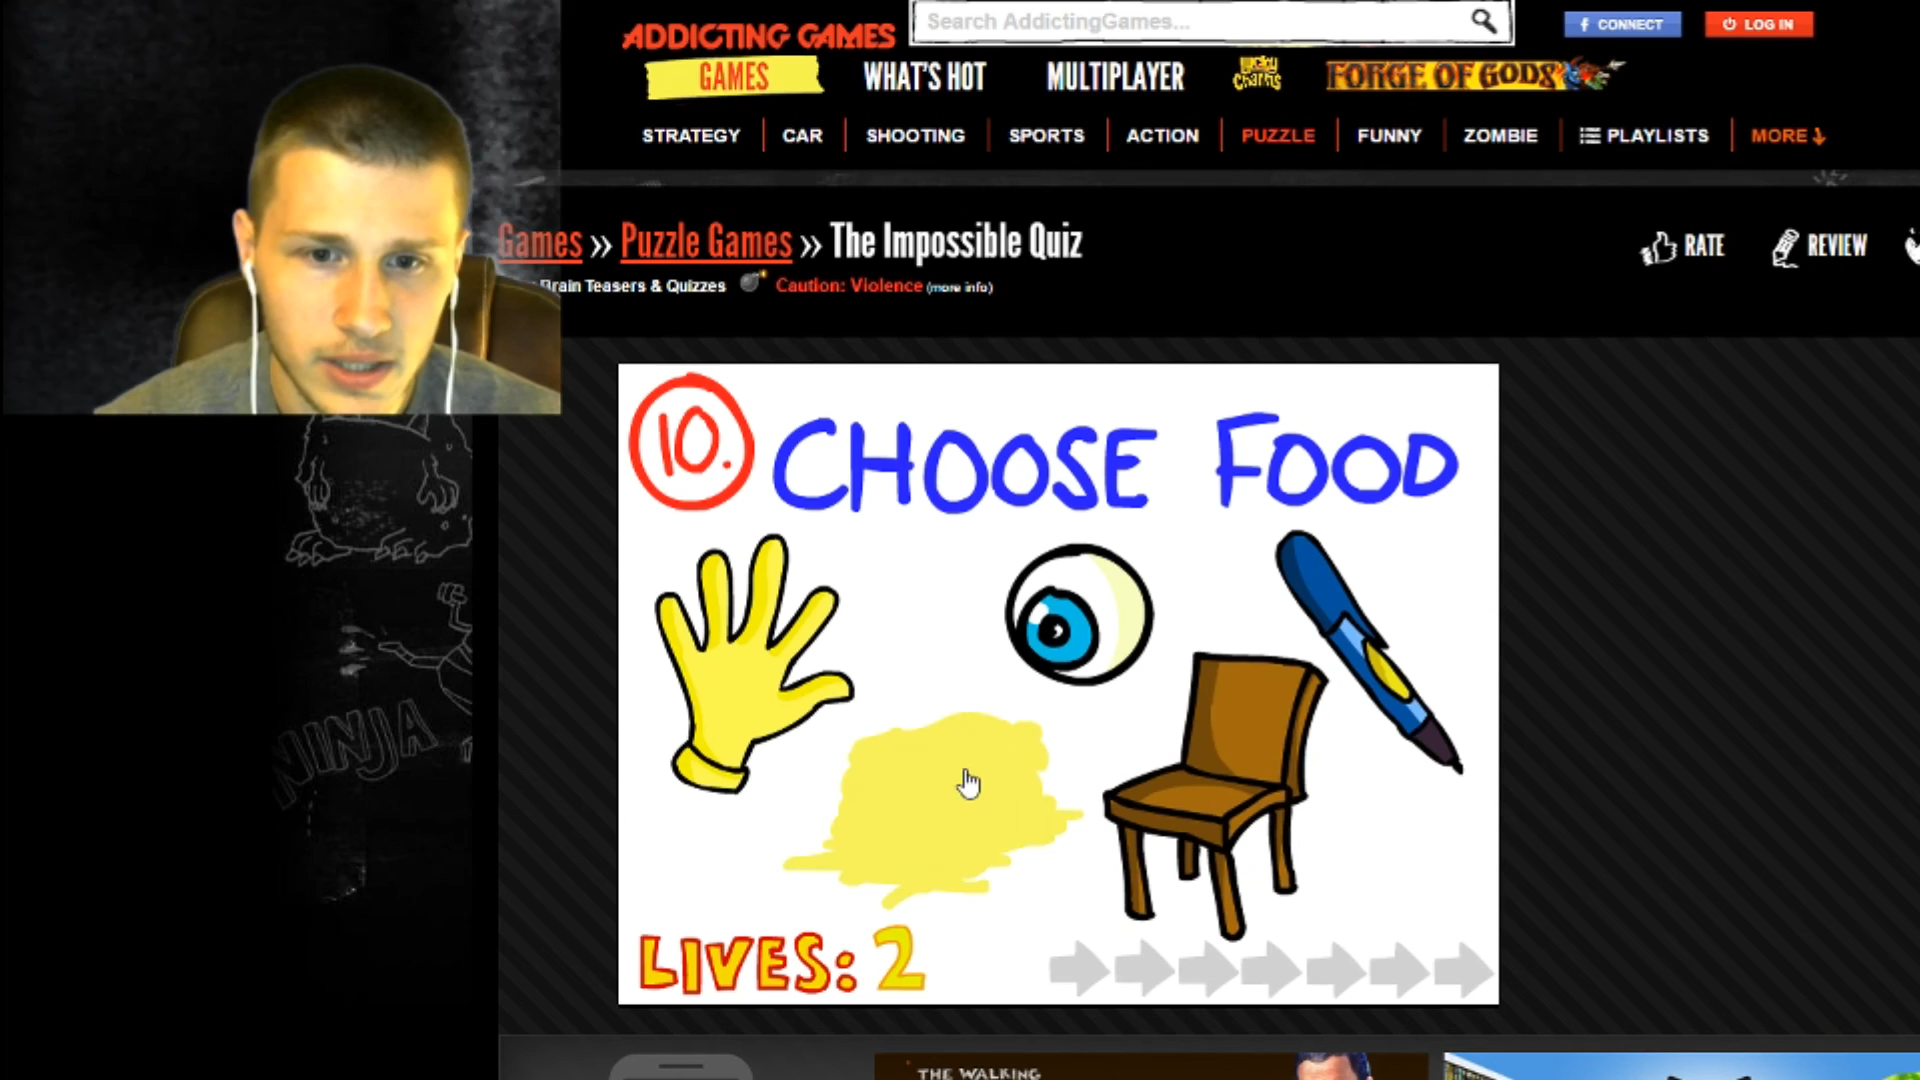 ADDICTING GAMES
Search AddictingGames...
f CONNECT
LOG IN
GAMES
WHAT'S HOT
MULTIPLAYER
Lucky Charms
FORGE OF GODS
STRATEGY
CAR
SHOOTING
SPORTS
ACTION
PUZZLE
FUNNY
ZOMBIE
PLAYLISTS
MORE
Games » Puzzle Games » The Impossible Quiz
RATE
REVIEW
Brain Teasers & Quizzes
Caution: Violence (more info)
10. CHOOSE FOOD
NINJA
LIVES: 2
THE WALKING